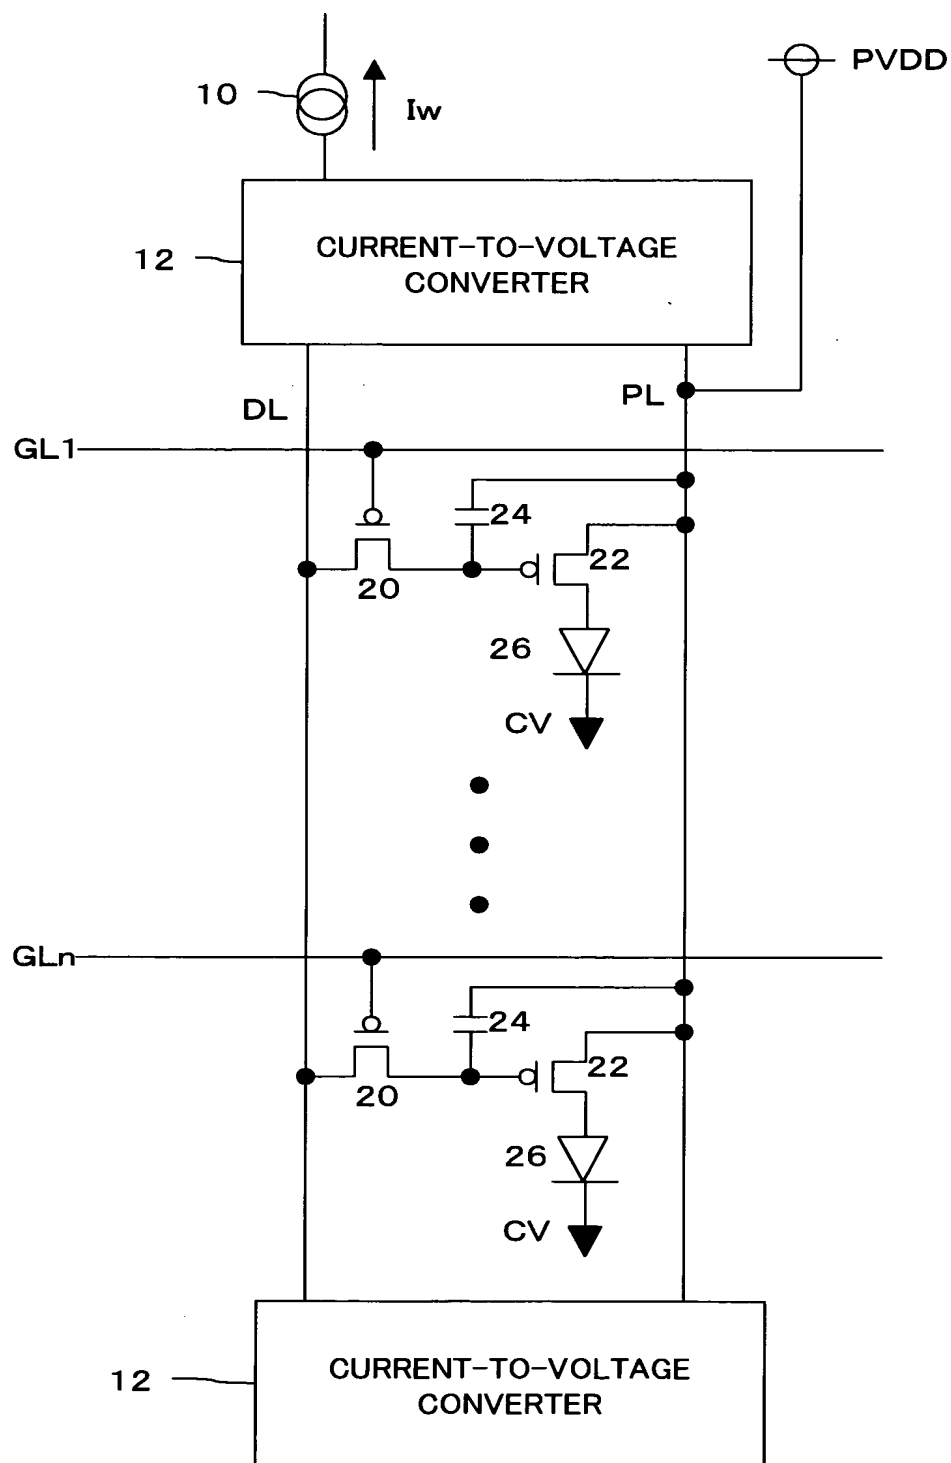 PVDD
10
Iw
12
CURRENT-TO-VOLTAGE
CONVERTER
DL
PL
GL1
24
22
20
26
CV
GLn
24
22
20
26
CV
12
CURRENT-TO-VOLTAGE
CONVERTER